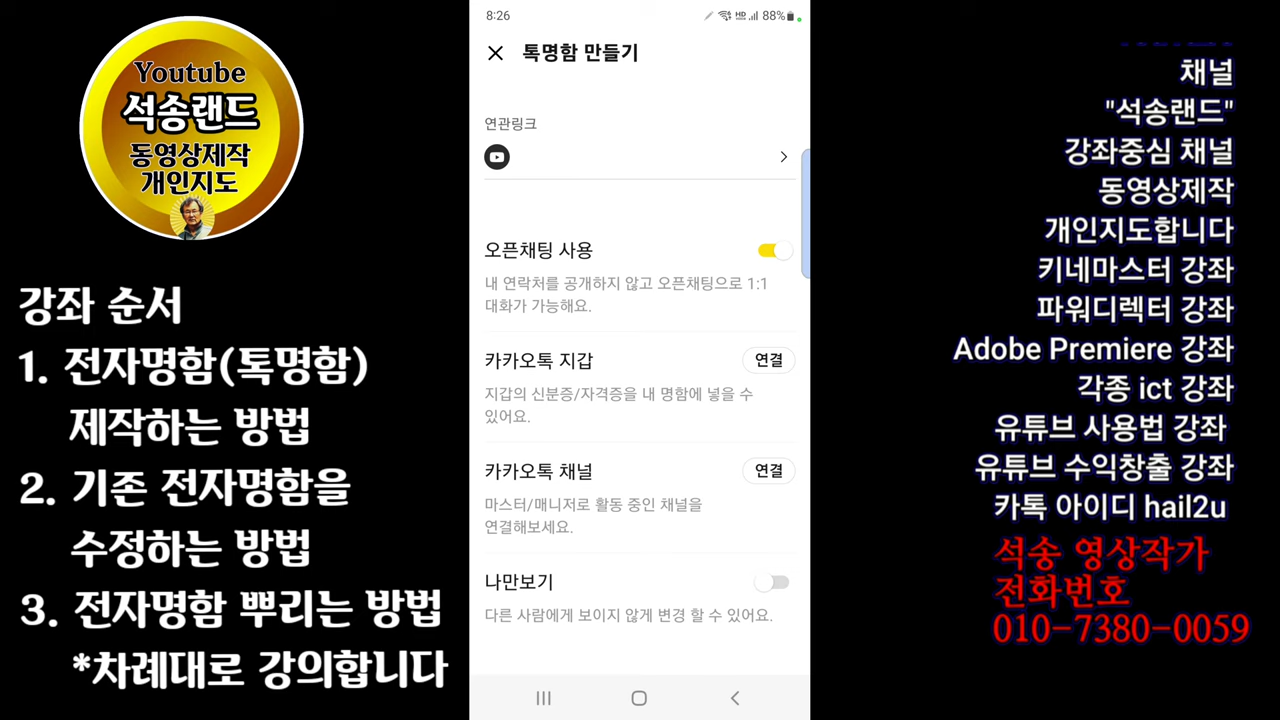 Youtube
석송랜드
동영상제작
개인지도
강좌 순서
1. 전자명함(톡명함)
제작하는 방법
2. 기존 전자명함을
수정하는 방법
3. 전자명함 뿌리는 방법
*차례대로 강의합니다
8:26
88%
톡명함 만들기
연관링크
오픈채팅 사용
내 연락처를 공개하지 않고 오픈채팅으로 1:1
대화가 가능해요.
카카오톡 지갑
연결
지갑의 신분증/자격증을 내 명함에 넣을 수
있어요.
카카오톡 채널
연결
마스터/매니저로 활동 중인 채널을
연결해보세요.
나만보기
다른 사람에게 보이지 않게 변경 할 수 있어요.
채널
"석송랜드"
강좌중심 채널
동영상제작
개인지도합니다
키네마스터 강좌
파워디렉터 강좌
Adobe Premiere 강좌
각종 ict 강좌
유튜브 사용법 강좌
유튜브 수익창출 강좌
카톡 아이디 hail2u
석송 영상작가
전화번호
010-7380-0059